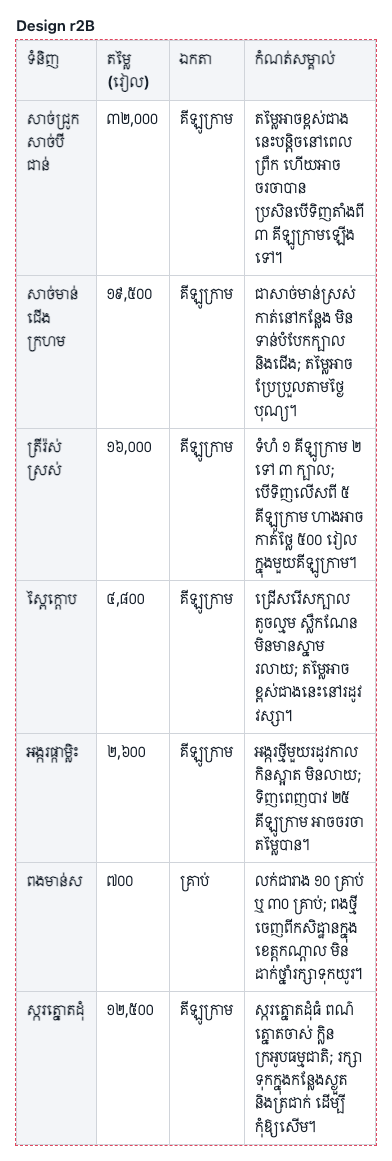 Design r2B
ទំនិញ
តម្លៃ
(រៀល)
ឯកតា
កំណត់សម្គាល់
សាច់ជ្រូក
សាច់បី
ជាន់
៣២,០០០
គីឡូក្រាម
តម្លៃអាចខ្ពស់ជាង
នេះបន្តិចនៅពេល
ព្រឹក ហើយអាច
ចរចាបាន
ប្រសិនបើទិញតាំងពី
៣ គីឡូក្រាមឡើង
ទៅ។
សាច់មាន់
ជើង
ក្រហម
១៩,៥០០
គីឡូក្រាម
ជាសាច់មាន់ស្រស់
កាត់នៅកន្លែង មិន
ទាន់បំបែកក្បាល
និងជើង; តម្លៃអាច
ប្រែប្រួលតាមថ្ងៃ
បុណ្យ។
ត្រីរ៉ស់
ស្រស់
១៦,០០០
គីឡូក្រាម
ទំហំ ១ គីឡូក្រាម ២
ទៅ ៣ ក្បាល;
បើទិញលើសពី ៥
គីឡូក្រាម ហាងអាច
កាត់ថ្លៃ ៥០០ រៀល
ក្នុងមួយគីឡូក្រាម។
ស្ពៃក្តោប
៤,៨០០
គីឡូក្រាម
ជ្រើសរើសក្បាល
តូចល្មម ស្លឹកណែន
មិនមានស្នាម
រលាយ; តម្លៃអាច
ខ្ពស់ជាងនេះនៅរដូវ
វស្សា។
អង្ករផ្កាម្លិះ
២,៦០០
គីឡូក្រាម
អង្ករថ្មីមួយរដូវកាល
កិនស្អាត មិនលាយ;
ទិញពេញបាវ ២៥
គីឡូក្រាម អាចចរចា
តម្លៃបាន។
ពងមាន់ស
៧០០
គ្រាប់
លក់ជារាង ១០ គ្រាប់
ឬ ៣០ គ្រាប់; ពងថ្មី
ចេញពីកសិដ្ឋានក្នុង
ខេត្តកណ្តាល មិន
ដាក់ថ្នាំរក្សាទុកយូរ។
ស្ករត្នោតដុំ
១២,៥០០
គីឡូក្រាម
ស្ករត្នោតដុំធំ ពណ៌
ត្នោតចាស់ ក្លិន
ក្រអូបធម្មជាតិ; រក្សា
ទុកក្នុងកន្លែងស្ងួត
និងត្រជាក់ ដើម្បី
កុំឱ្យសើម។